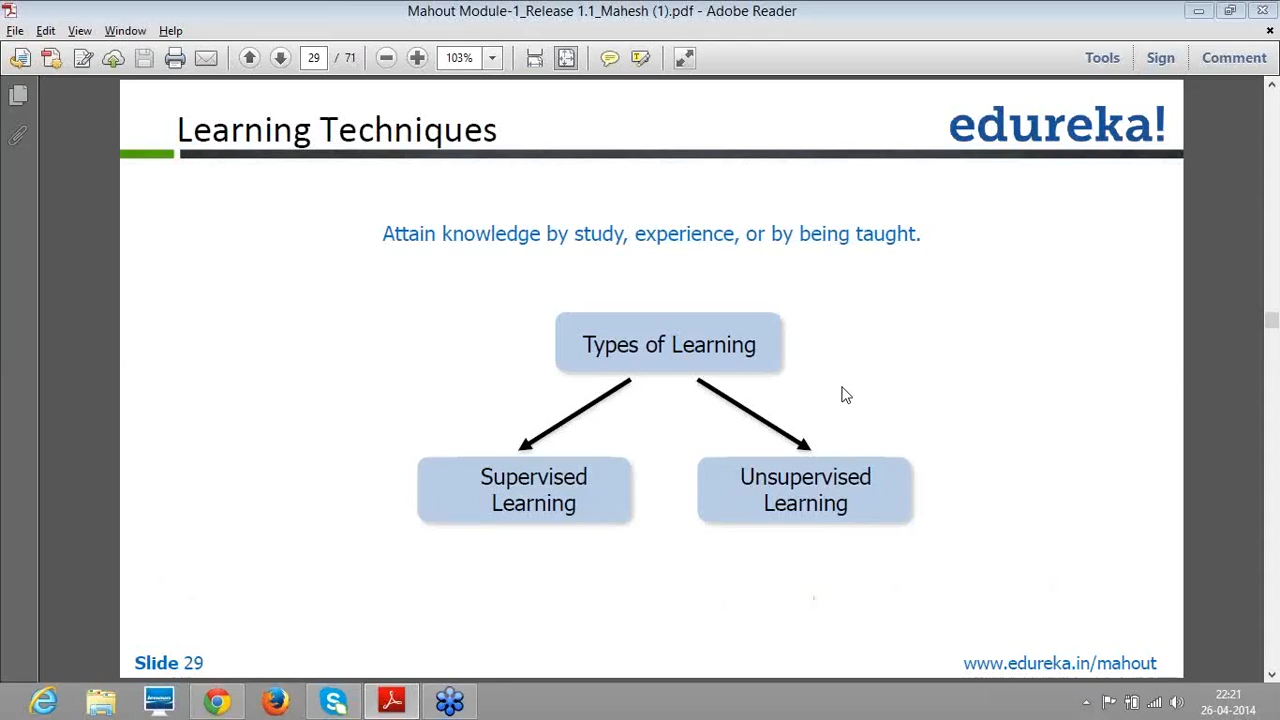 Mahout Module-1_Release 1.1_Mahesh (1).pdf - Adobe Reader
File Edit View Window Help
29 / 71 103% Tools Sign Comment
Learning Techniques
edureka!
Attain knowledge by study, experience, or by being taught.
Types of Learning
Supervised
Learning
Unsupervised
Learning
Slide 29
www.edureka.in/mahout
22:21
26-04-2014